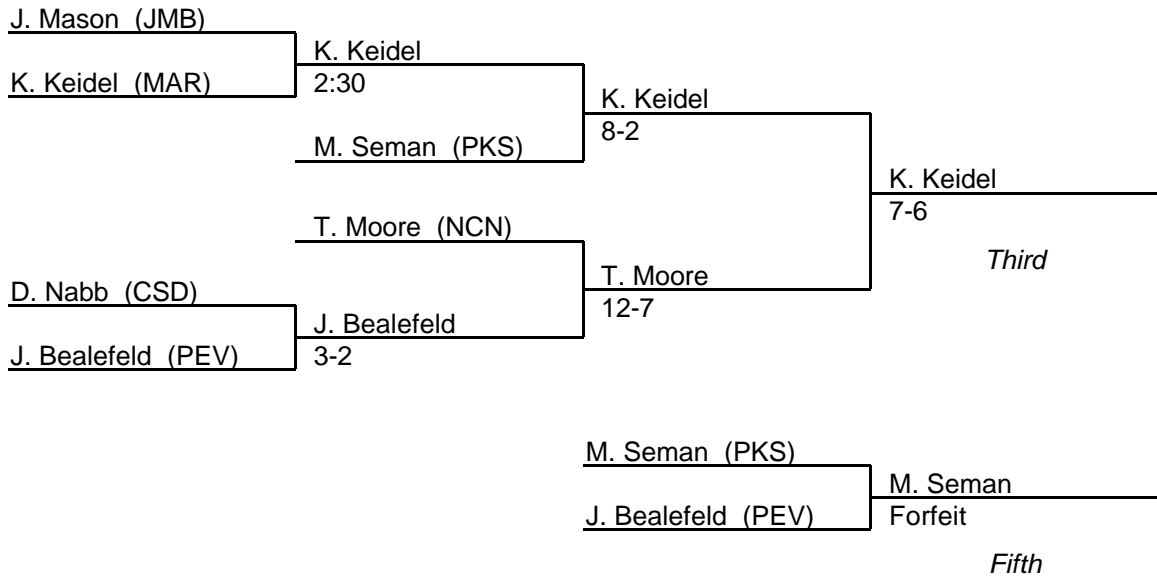 J. Mason (JMB)
K. Keidel
K. Keidel (MAR)
2:30
K. Keidel
8-2
M. Seman (PKS)
K. Keidel
7-6
T. Moore (NCN)
Third
T. Moore
D. Nabb (CSD)
12-7
J. Bealefeld
J. Bealefeld (PEV)
3-2
M. Seman (PKS)
M. Seman
J. Bealefeld (PEV)
Forfeit
Fifth